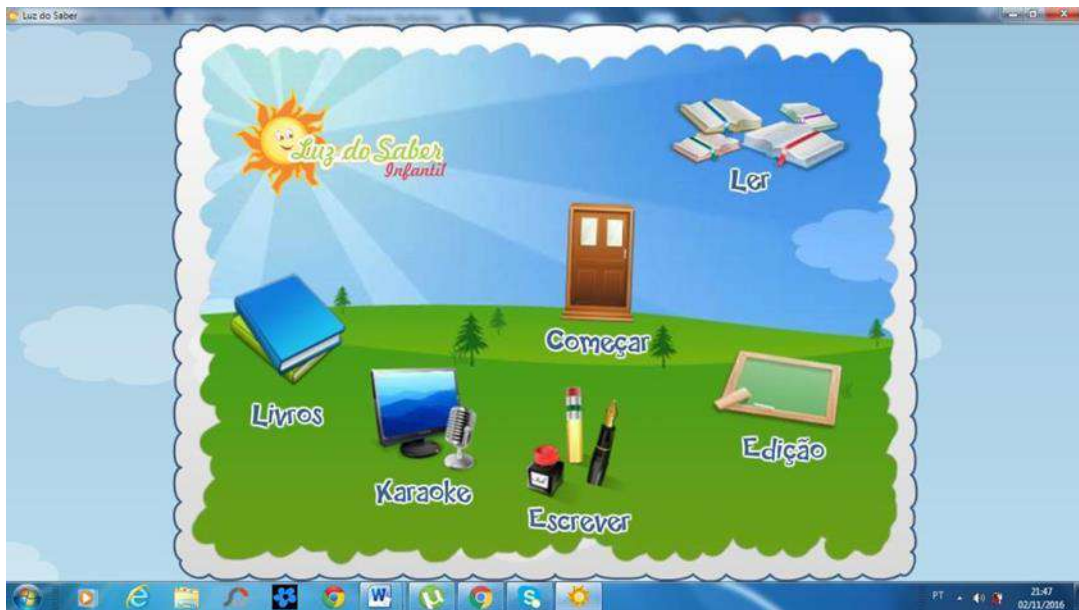 Luz do Saber
Luz do Saber
Infantil
Ler
Começar
Livros
Edição
Karaoke
Escrever
PT
21:47
02/11/2016